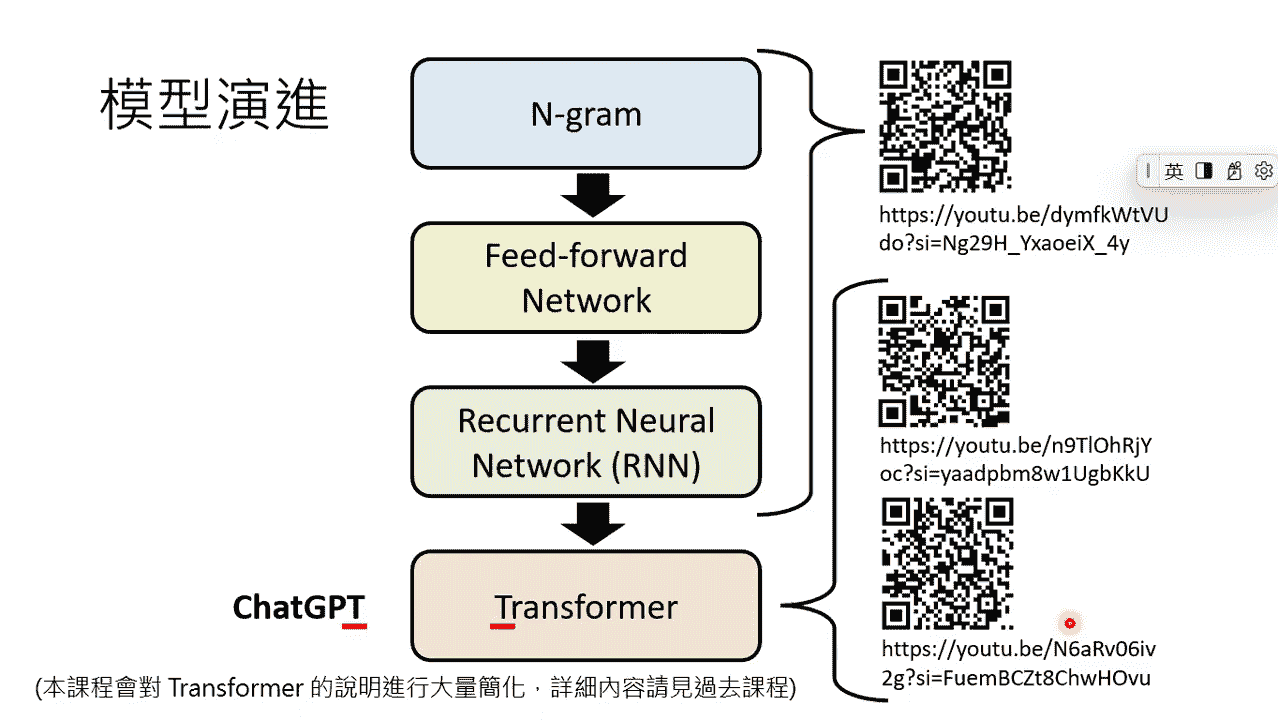 模型演進
N-gram
Feed-forward
Network
Recurrent Neural
Network (RNN)
ChatGPT
Transformer
(本課程會對 Transformer 的說明進行大量簡化，詳細內容請見過去課程)
https://youtu.be/dymfkWtVU
do?si=Ng29H_YxaoeiX_4y
https://youtu.be/n9TlOhRjY
oc?si=yaadpbm8w1UgbKkU
https://youtu.be/N6aRv06iv
2g?si=FuemBCZt8ChwHOvu
英